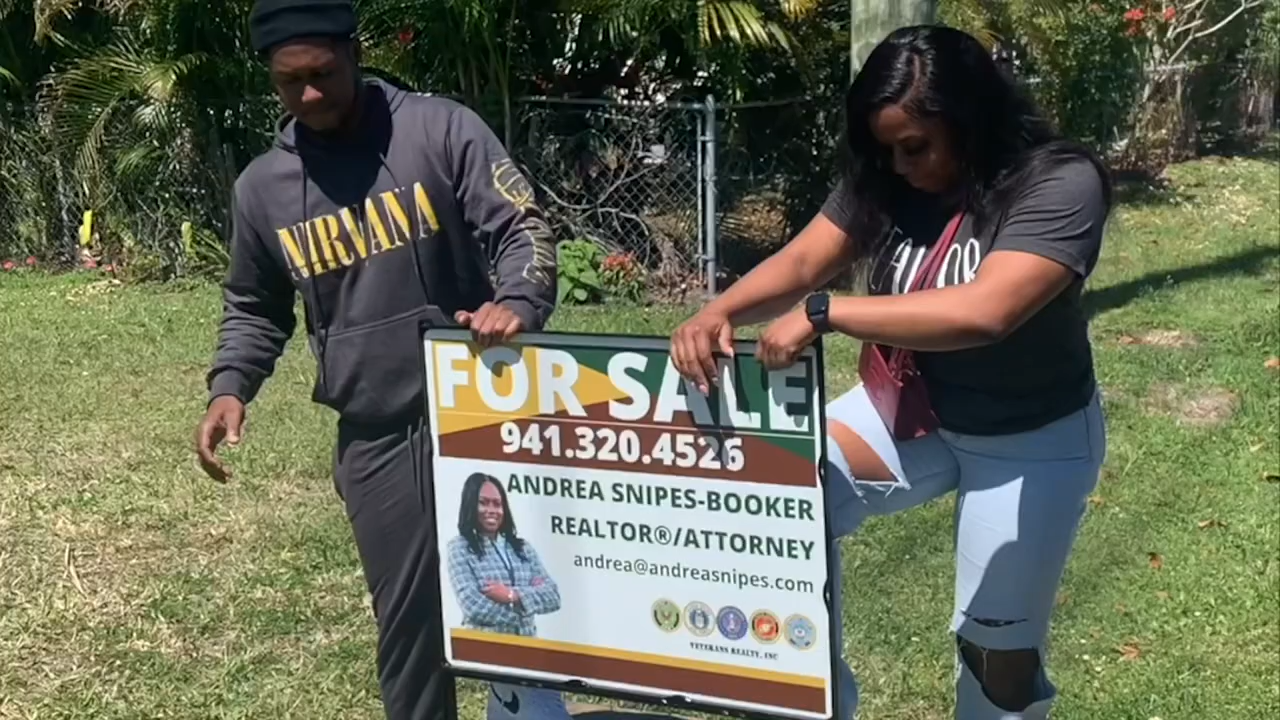 NIRVANA
FOR SALE
941.320.4526
ANDREA SNIPES-BOOKER
REALTOR®/ATTORNEY
andrea@andreasnipes.com
VETERANS REALTY, INC